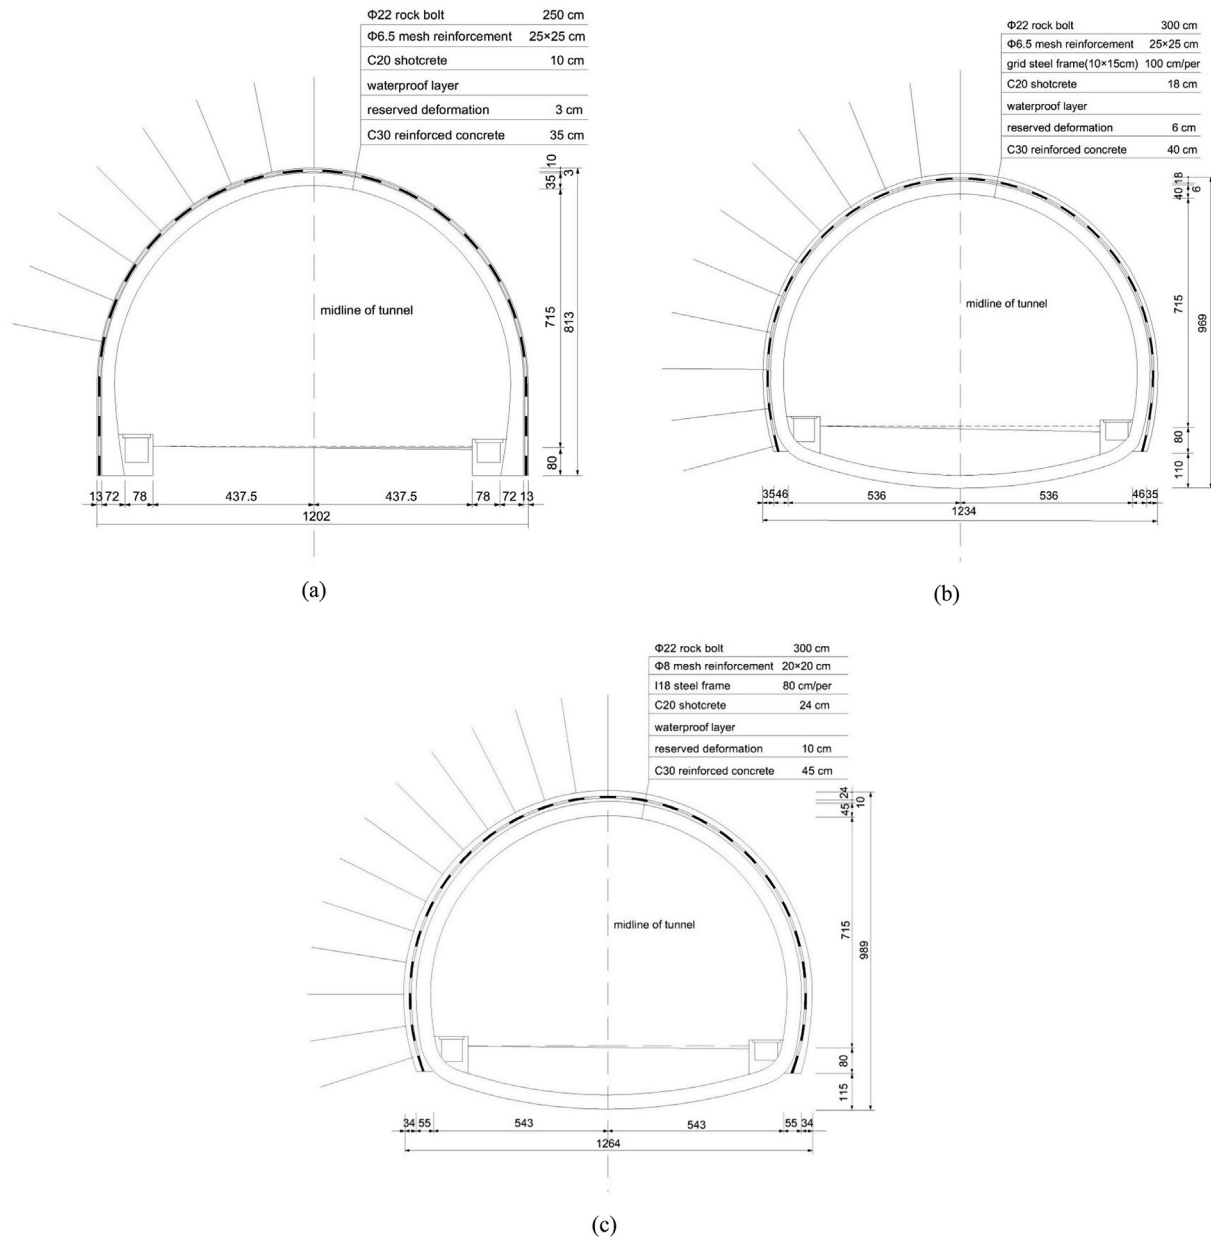 Φ22 rock bolt 250 cm
Φ6.5 mesh reinforcement 25×25 cm
C20 shotcrete 10 cm
waterproof layer
reserved deformation 3 cm
C30 reinforced concrete 35 cm
10
3
35
midline of tunnel
715
813
80
13 72 78 437.5 437.5 78 72 13
1202
(a)
Φ22 rock bolt 300 cm
Φ6.5 mesh reinforcement 25×25 cm
grid steel frame(10×15cm) 100 cm/per
C20 shotcrete 18 cm
waterproof layer
reserved deformation 6 cm
C30 reinforced concrete 40 cm
18
6
40
midline of tunnel
715
969
80
110
35 46 536 536 46 35
1234
(b)
Φ22 rock bolt 300 cm
Φ8 mesh reinforcement 20×20 cm
I18 steel frame 80 cm/per
C20 shotcrete 24 cm
waterproof layer
reserved deformation 10 cm
C30 reinforced concrete 45 cm
24
10
45
midline of tunnel
715
989
80
115
34 55 543 543 55 34
1264
(c)